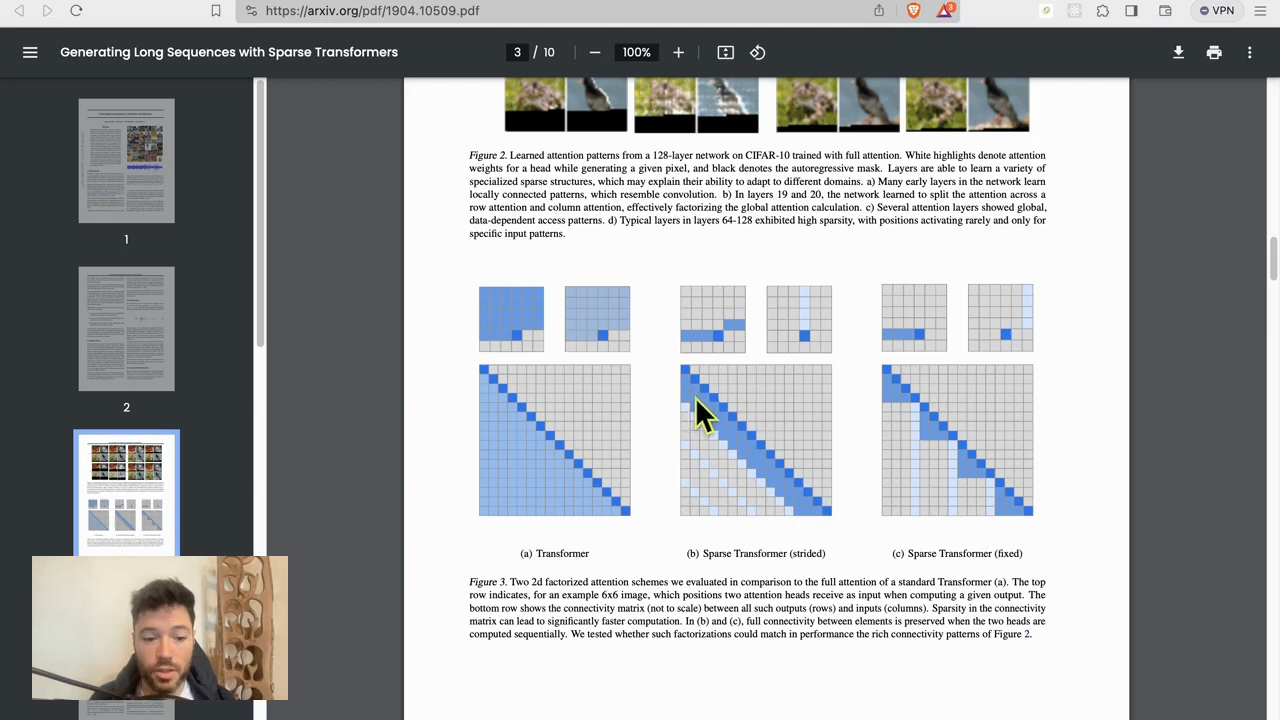 https://arxiv.org/pdf/1904.10509.pdf
3
VPN
Generating Long Sequences with Sparse Transformers
3 / 10
100%
1
2
Figure 2. Learned attention patterns from a 128-layer network on CIFAR-10 trained with full attention. White highlights denote attention
weights for a head while generating a given pixel, and black denotes the autoregressive mask. Layers are able to learn a variety of
specialized sparse structures, which may explain their ability to adapt to different domains. a) Many early layers in the network learn
locally connected patterns, which resemble convolution. b) In layers 19 and 20, the network learned to split the attention across a
row attention and column attention, effectively factorizing the global attention calculation. c) Several attention layers showed global,
data-dependent access patterns. d) Typical layers in layers 64-128 exhibited high sparsity, with positions activating rarely and only for
specific input patterns.
(a) Transformer
(b) Sparse Transformer (strided)
(c) Sparse Transformer (fixed)
Figure 3. Two 2d factorized attention schemes we evaluated in comparison to the full attention of a standard Transformer (a). The top
row indicates, for an example 6x6 image, which positions two attention heads receive as input when computing a given output. The
bottom row shows the connectivity matrix (not to scale) between all such outputs (rows) and inputs (columns). Sparsity in the connectivity
matrix can lead to significantly faster computation. In (b) and (c), full connectivity between elements is preserved when the two heads are
computed sequentially. We tested whether such factorizations could match in performance the rich connectivity patterns of Figure 2.